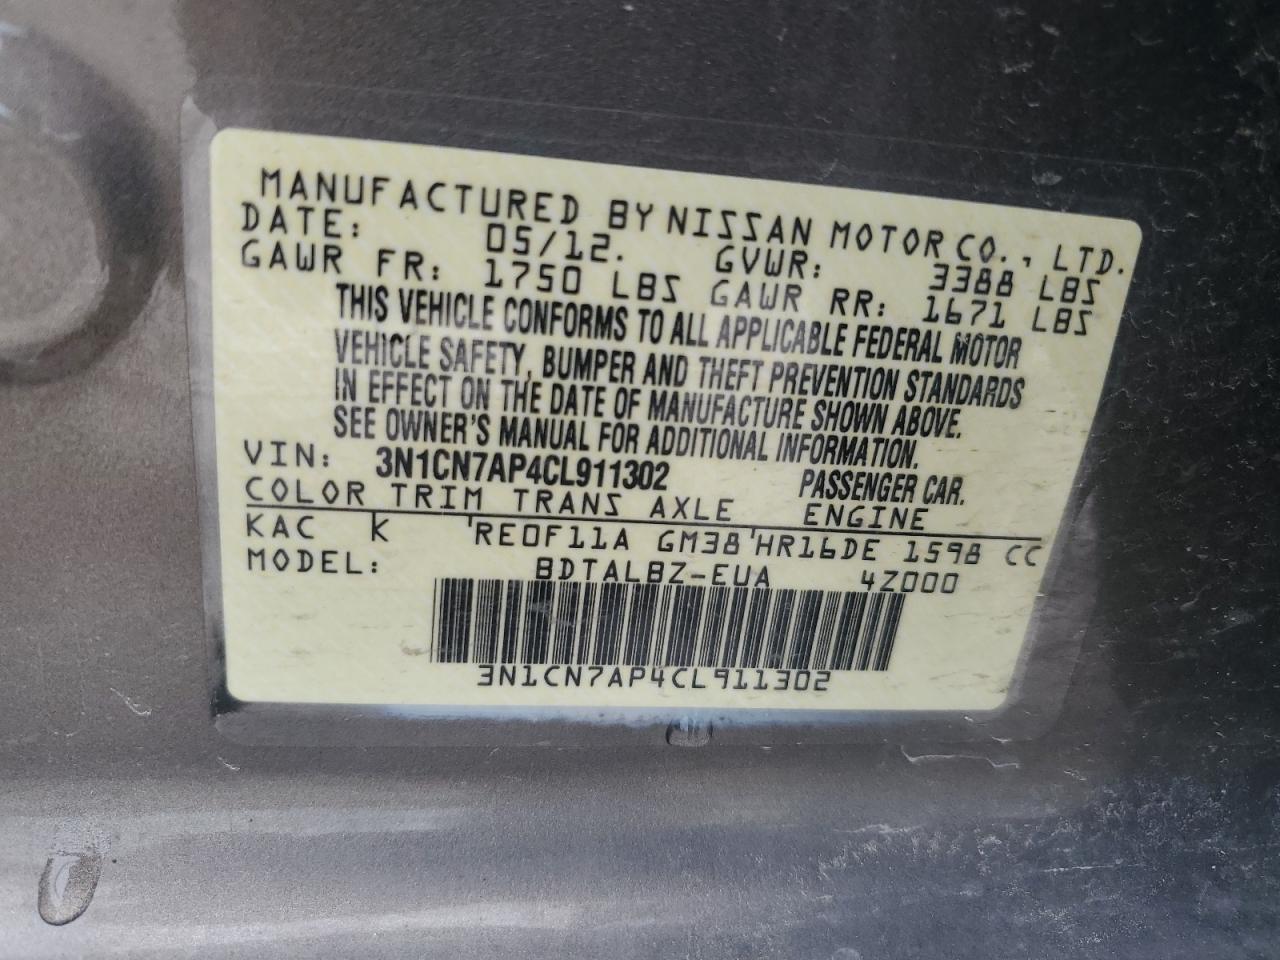 MANUFACTURED BY NISSAN MOTOR CO., LTD.
DATE: 05/12. GVWR: 3388 LBS
GAWR FR: 1750 LBS GAWR RR: 1671 LBS
THIS VEHICLE CONFORMS TO ALL APPLICABLE FEDERAL MOTOR
VEHICLE SAFETY, BUMPER AND THEFT PREVENTION STANDARDS
IN EFFECT ON THE DATE OF MANUFACTURE SHOWN ABOVE.
SEE OWNER'S MANUAL FOR ADDITIONAL INFORMATION.
VIN: 3N1CN7AP4CL911302 PASSENGER CAR.
COLOR TRIM TRANS AXLE ENGINE
KAC K 'RE0F11A GM38'HR16DE 1598 CC
MODEL: BDTALBZ-EUA 4Z000
3N1CN7AP4CL911302